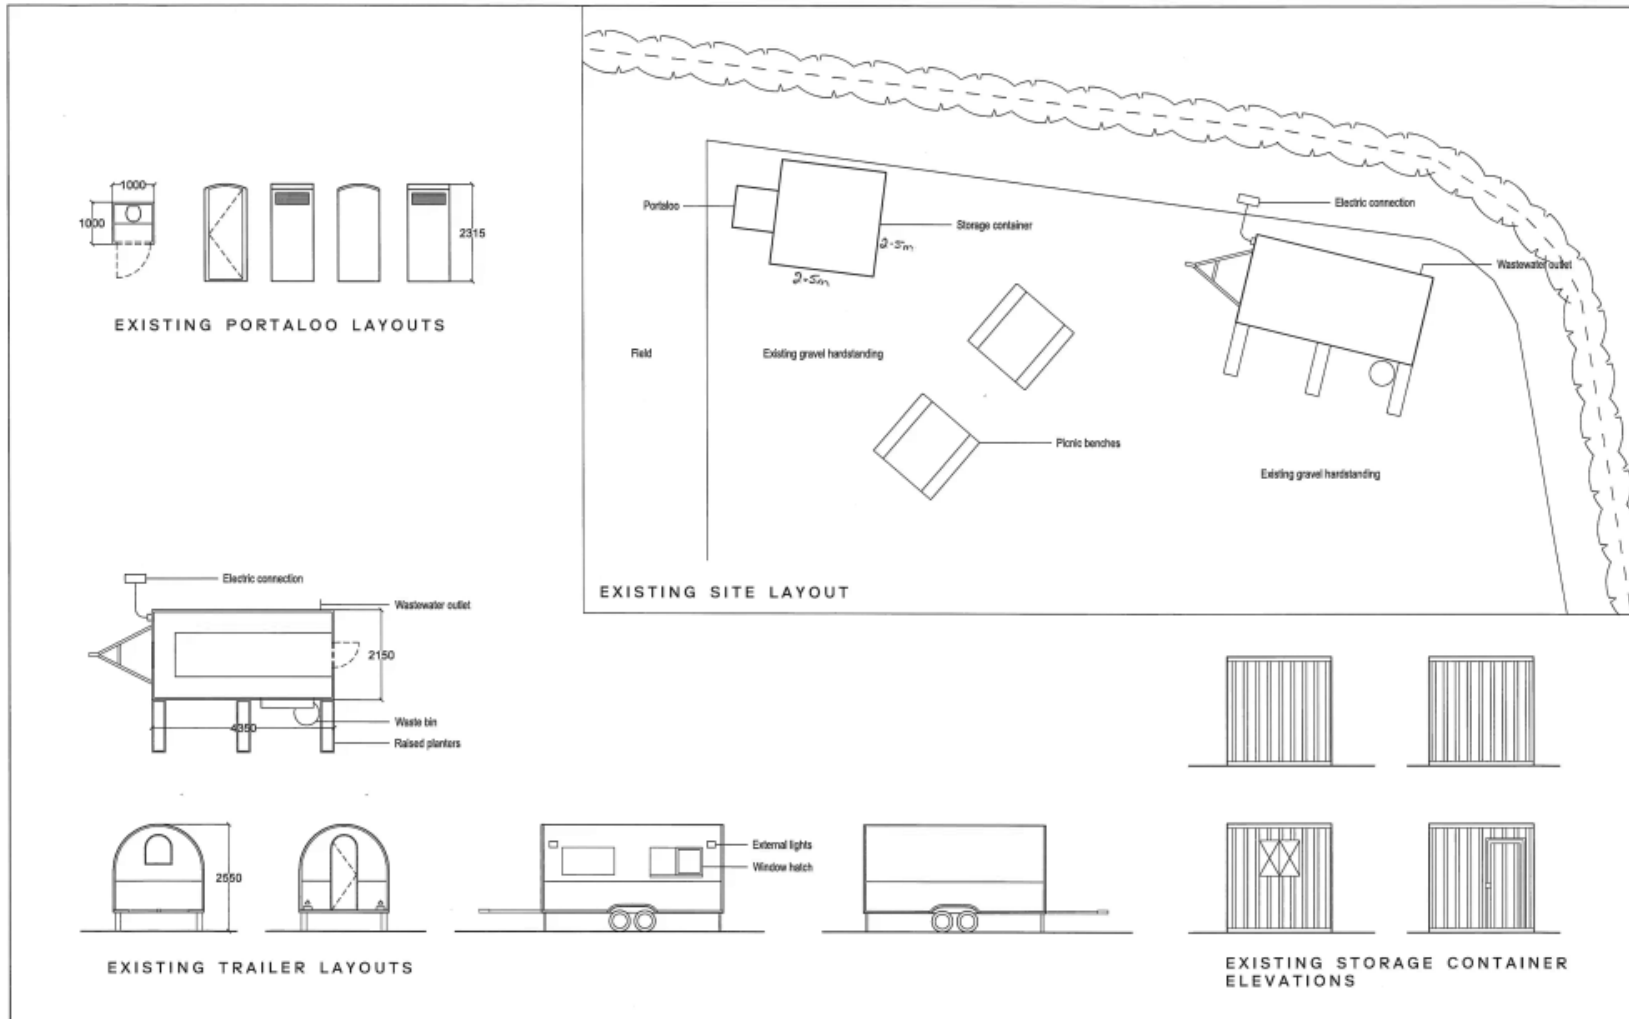 1000
1000
2315
EXISTING PORTALOO LAYOUTS
Portaloo
Storage container
2.5m
2.5m
Electric connection
Wastewater outlet
Field
Existing gravel hardstanding
Picnic benches
Existing gravel hardstanding
EXISTING SITE LAYOUT
Electric connection
Wastewater outlet
2150
4350
Waste bin
Raised planters
2550
External lights
Window hatch
EXISTING TRAILER LAYOUTS
EXISTING STORAGE CONTAINER
ELEVATIONS